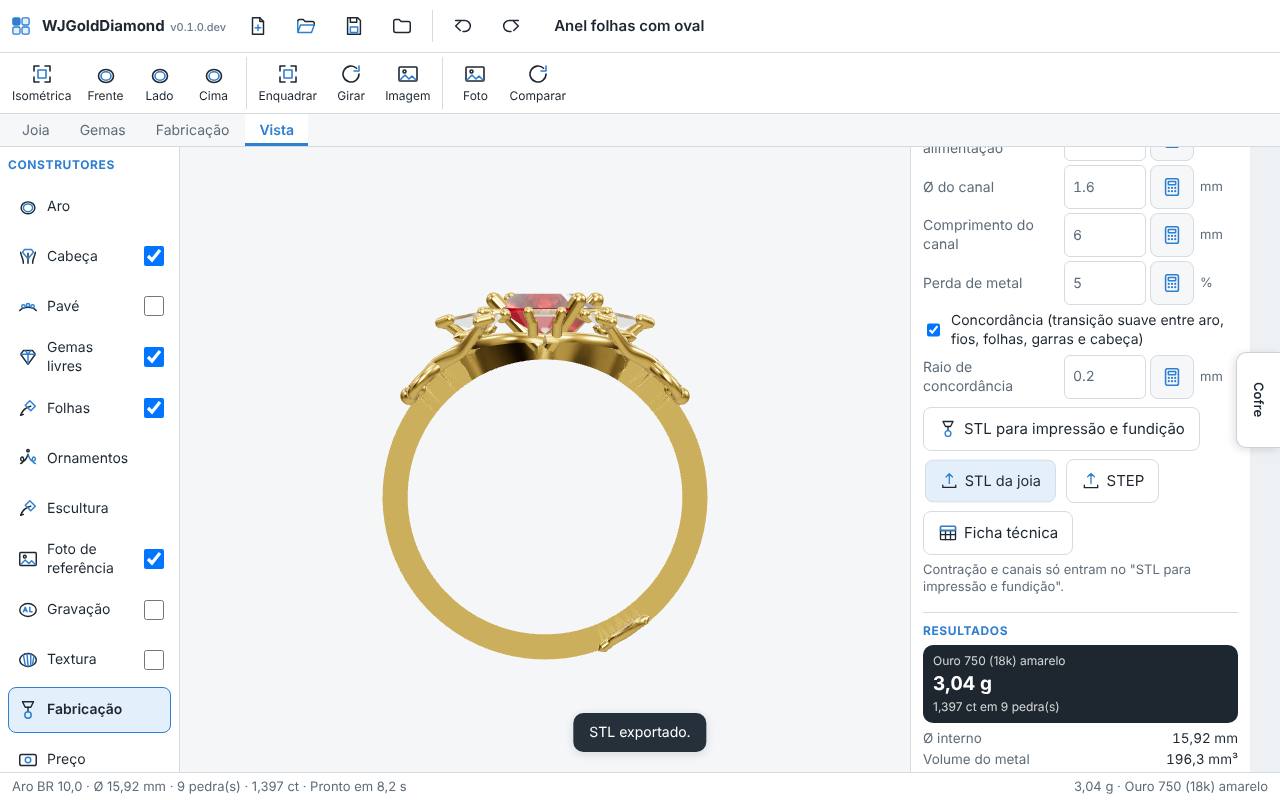 WJGoldDiamond v0.1.0.dev Anel folhas com oval
Isométrica Frente Lado Cima Enquadrar Girar Imagem Foto Comparar
Joia Gemas Fabricação Vista
CONSTRUTORES
Aro
Cabeça
Pavé
Gemas
livres
Folhas
Ornamentos
Escultura
Foto de
referência
AL Gravação
Textura
Fabricação
Preço
STL exportado.
alimentação
Ø do canal 1.6 mm
Comprimento do
canal
6 mm
Perda de metal 5 %
Concordância (transição suave entre aro,
fios, folhas, garras e cabeça)
Raio de
concordância
0.2 mm
STL para impressão e fundição
STL da joia STEP
Ficha técnica
Contração e canais só entram no "STL para
impressão e fundição".
RESULTADOS
Ouro 750 (18k) amarelo
3,04 g
1,397 ct em 9 pedra(s)
Ø interno 15,92 mm
Volume do metal 196,3 mm³
Cofre
Aro BR 10,0 · Ø 15,92 mm · 9 pedra(s) · 1,397 ct · Pronto em 8,2 s
3,04 g · Ouro 750 (18k) amarelo